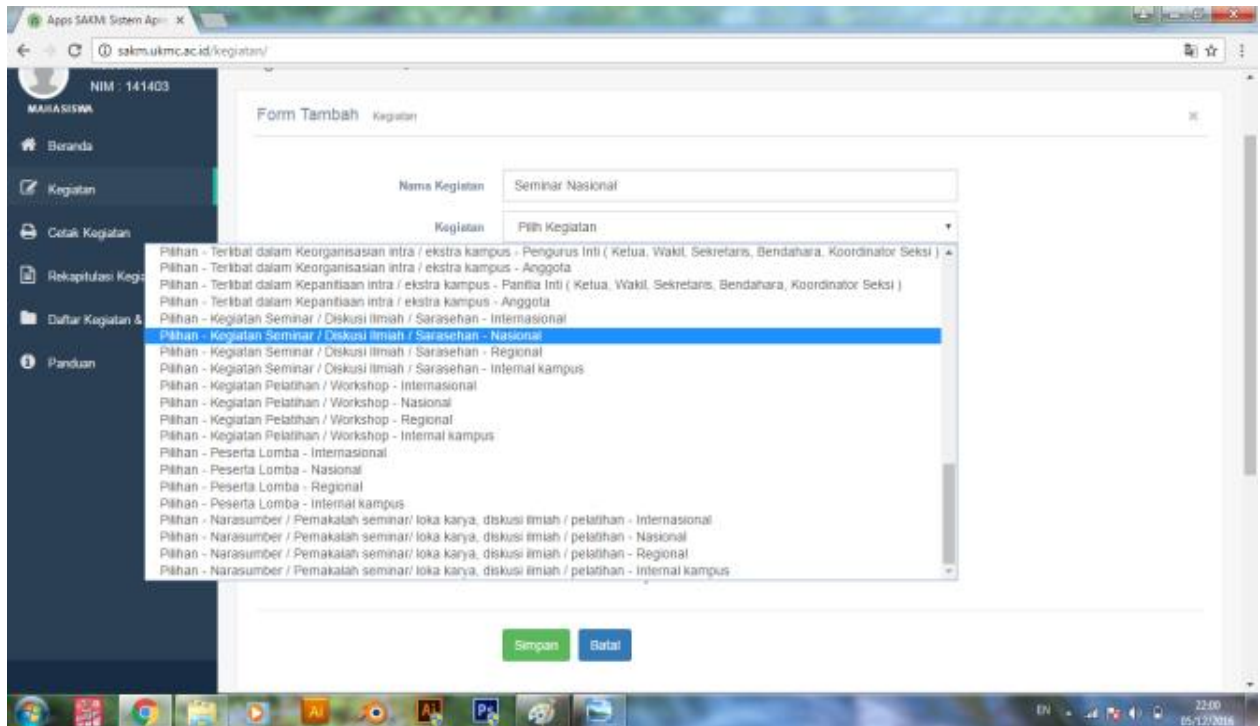 Apps SAKM: Sistem Apli
sakm.ukmc.ac.id/kegiatan/
NIM : 141403
MAHASISWA
Beranda
Kegiatan
Cetak Kegiatan
Rekapitulasi Kegia
Daftar Kegiatan &
Panduan
Form Tambah Kegiatan
Nama Kegiatan Seminar Nasional
Kegiatan Pilih Kegiatan
Pilihan - Terlibat dalam Keorganisasian intra / ekstra kampus - Pengurus Inti ( Ketua, Wakil, Sekretaris, Bendahara, Koordinator Seksi )
Pilihan - Terlibat dalam Keorganisasian intra / ekstra kampus - Anggota
Pilihan - Terlibat dalam Kepanitiaan intra / ekstra kampus - Panitia Inti ( Ketua, Wakil, Sekretaris, Bendahara, Koordinator Seksi )
Pilihan - Terlibat dalam Kepanitiaan intra / ekstra kampus - Anggota
Pilihan - Kegiatan Seminar / Diskusi Ilmiah / Sarasehan - Internasional
Pilihan - Kegiatan Seminar / Diskusi Ilmiah / Sarasehan - Nasional
Pilihan - Kegiatan Seminar / Diskusi Ilmiah / Sarasehan - Regional
Pilihan - Kegiatan Seminar / Diskusi Ilmiah / Sarasehan - Internal kampus
Pilihan - Kegiatan Pelatihan / Workshop - Internasional
Pilihan - Kegiatan Pelatihan / Workshop - Nasional
Pilihan - Kegiatan Pelatihan / Workshop - Regional
Pilihan - Kegiatan Pelatihan / Workshop - Internal kampus
Pilihan - Peserta Lomba - Internasional
Pilihan - Peserta Lomba - Nasional
Pilihan - Peserta Lomba - Regional
Pilihan - Peserta Lomba - Internal kampus
Pilihan - Narasumber / Pemakalah seminar/ loka karya, diskusi ilmiah / pelatihan - Internasional
Pilihan - Narasumber / Pemakalah seminar/ loka karya, diskusi ilmiah / pelatihan - Nasional
Pilihan - Narasumber / Pemakalah seminar/ loka karya, diskusi ilmiah / pelatihan - Regional
Pilihan - Narasumber / Pemakalah seminar/ loka karya, diskusi ilmiah / pelatihan - Internal kampus
Simpan Batal
EN
22:00
05/12/2016